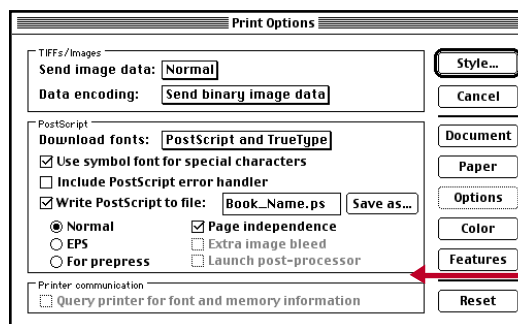 Print Options
TIFFs/Images
Send image data: Normal
Data encoding: Send binary image data
PostScript
Download fonts: PostScript and TrueType
Use symbol font for special characters
Include PostScript error handler
Write PostScript to file: Book_Name.ps Save as...
Normal Page independence
EPS Extra image bleed
For prepress Launch post-processor
Printer communication
Query printer for font and memory information
Style...
Cancel
Document
Paper
Options
Color
Features
Reset